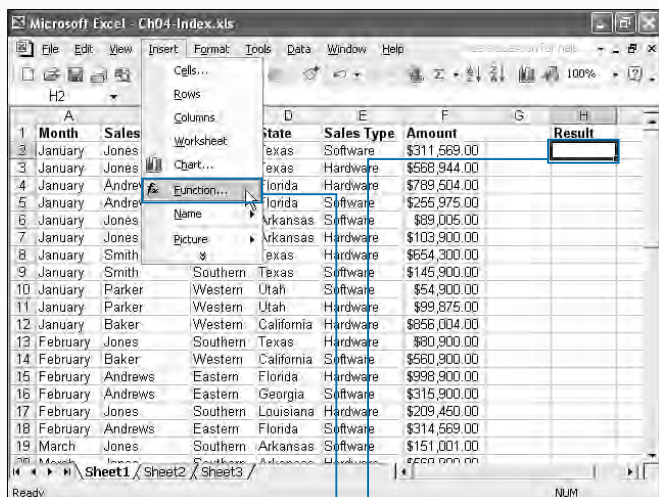 Microsoft Excel - Ch04-Index.xls
File Edit View Insert Format Tools Data Window Help
100%
H2
Cells...
Rows
Columns
Worksheet
Chart...
Function...
Name
Picture
A D E F G H
1 Month Sales State Sales Type Amount Result
2 January Jones Texas Software $311,569.00
3 January Jones Texas Hardware $568,944.00
4 January Andrew Florida Hardware $789,504.00
5 January Andrew Florida Software $255,975.00
6 January Jones Arkansas Software $89,005.00
7 January Jones Arkansas Hardware $103,900.00
8 January Smith Texas Hardware $654,300.00
9 January Smith Southern Texas Software $145,900.00
10 January Parker Western Utah Software $54,900.00
11 January Parker Western Utah Hardware $99,875.00
12 January Baker Western California Hardware $856,004.00
13 February Jones Southern Texas Software $80,900.00
14 February Baker Western California Software $560,900.00
15 February Andrews Eastern Florida Hardware $998,900.00
16 February Andrews Eastern Georgia Software $315,900.00
17 February Jones Southern Louisiana Hardware $209,450.00
18 February Andrews Eastern Florida Software $314,569.00
19 March Jones Southern Arkansas Software $151,001.00
Sheet1 Sheet2 Sheet3
Ready NUM